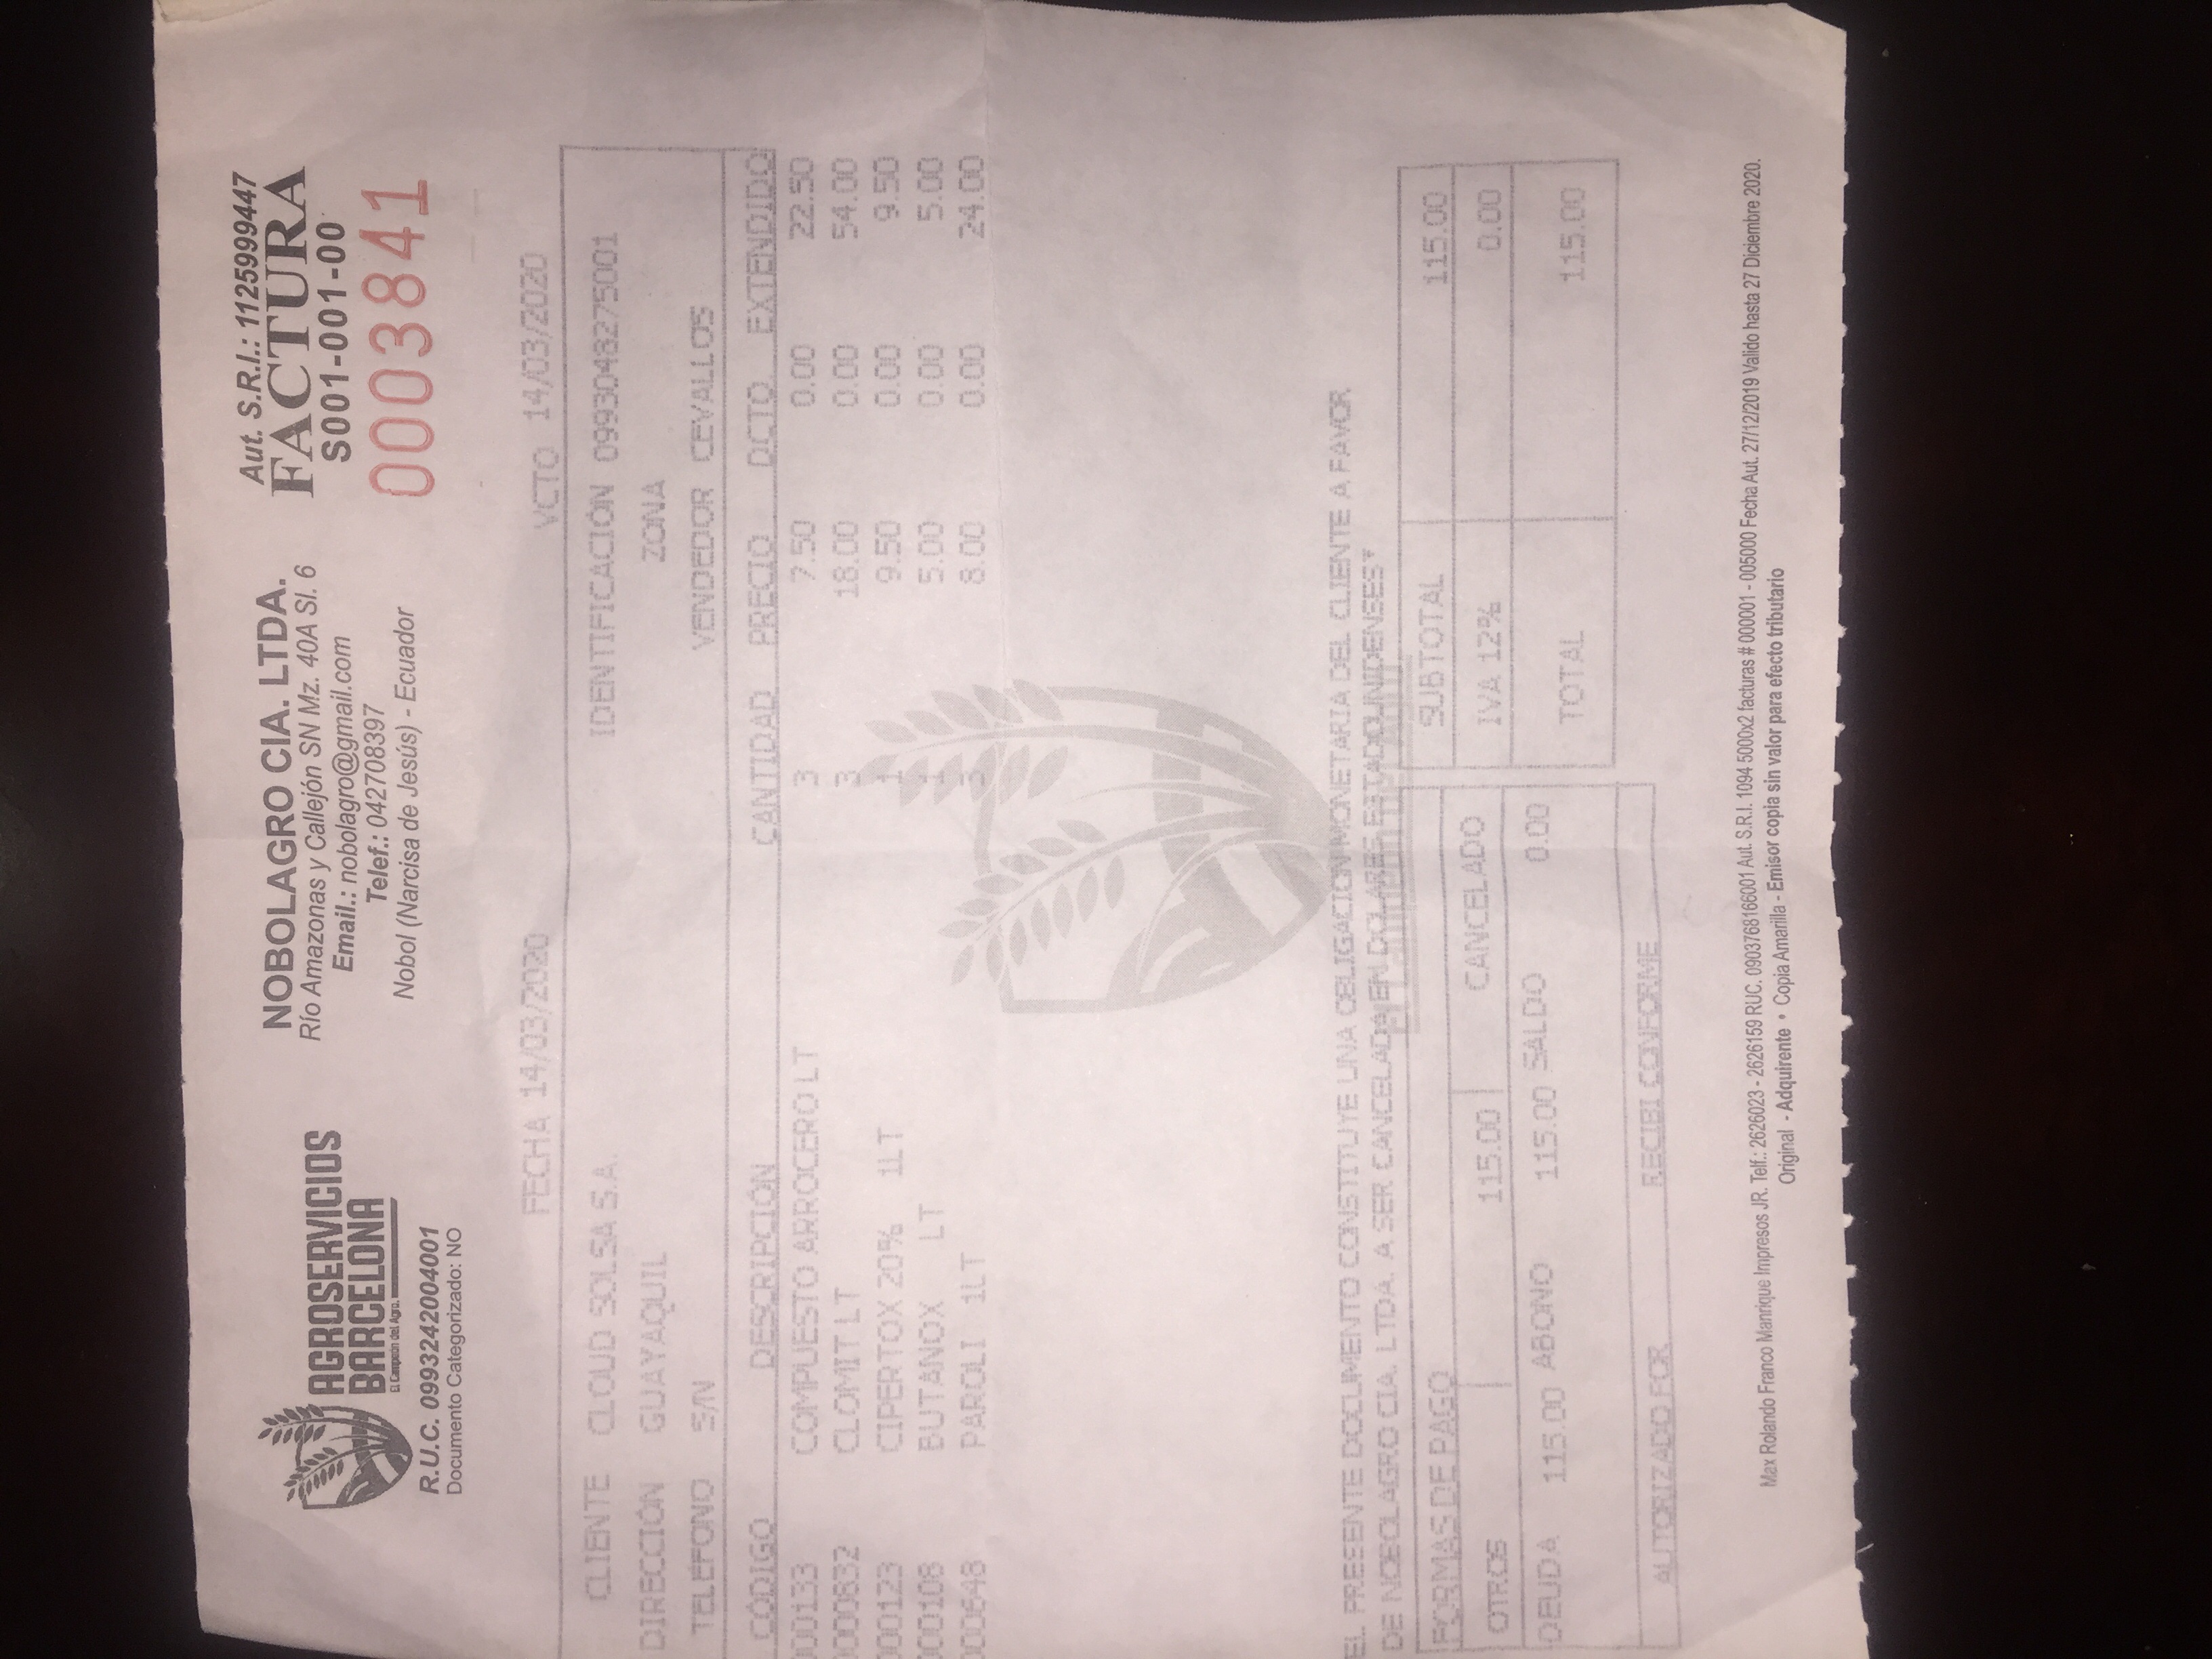 AGROSERVICIOS
BARCELONA
El Campeón del Agro.
R.U.C. 0993242004001
Documento Categorizado: NO
NOBOLAGRO CIA. LTDA.
Río Amazonas y Callejón SN Mz. 40A Sl. 6
Email.: nobolagro@gmail.com
Telef.: 042708397
Nobol (Narcisa de Jesús) - Ecuador
Aut. S.R.I.: 1125999447
FACTURA
S001-001-00
0003841
FECHA 14/03/2020 VCTO 14/03/2020
CLIENTE CLOUD SOLSA S.A. IDENTIFICACIÓN 0993048275001
DIRECCIÓN GUAYAQUIL ZONA
TELÉFONO S/N VENDEDOR CEVALLOS
CÓDIGO DESCRIPCIÓN CANTIDAD PRECIO DCTO. EXTENDIDO
000133 COMPUESTO ARROCERO LT 3 7.50 0.00 22.50
0000832 CLOMIT LT 3 18.00 0.00 54.00
000123 CIPERTOX 20% 1LT 1 9.50 0.00 9.50
000108 BUTANOX LT 1 5.00 0.00 5.00
000648 PAROLI 1LT 8.00 0.00 24.00
EL PRESENTE DOCUMENTO CONSTITUYE UNA OBLIGACION MONETARIA DEL CLIENTE A FAVOR
DE NOBOLAGRO CIA. LTDA. A SER CANCELADA EN DOLARES ESTADOUNIDENSES*
El Campeón del Agro.
FORMAS DE PAGO
OTROS 115.00 CANCELADO
DEUDA 115.00 ABONO 115.00 SALDO 0.00
AUTORIZADO POR RECIBI CONFORME
SUBTOTAL 115.00
IVA 12% 0.00
TOTAL 115.00
Max Rolando Franco Manrique Impresos JR. Telf.: 2626023 - 2626159 RUC. 0903768166001 Aut. S.R.I. 1094 5000x2 facturas # 000001 - 005000 Fecha Aut. 27/12/2019 Valido hasta 27 Diciembre 2020.
Original - Adquirente • Copia Amarilla - Emisor copia sin valor para efecto tributario